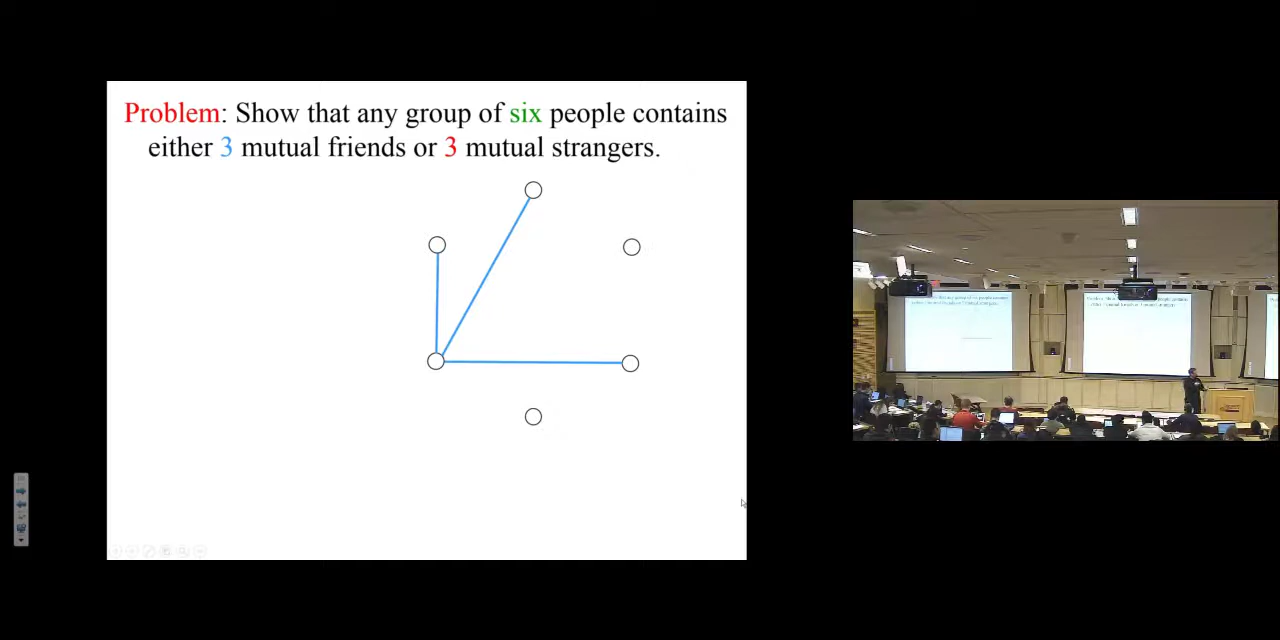 Problem: Show that any group of six people contains
either 3 mutual friends or 3 mutual strangers.